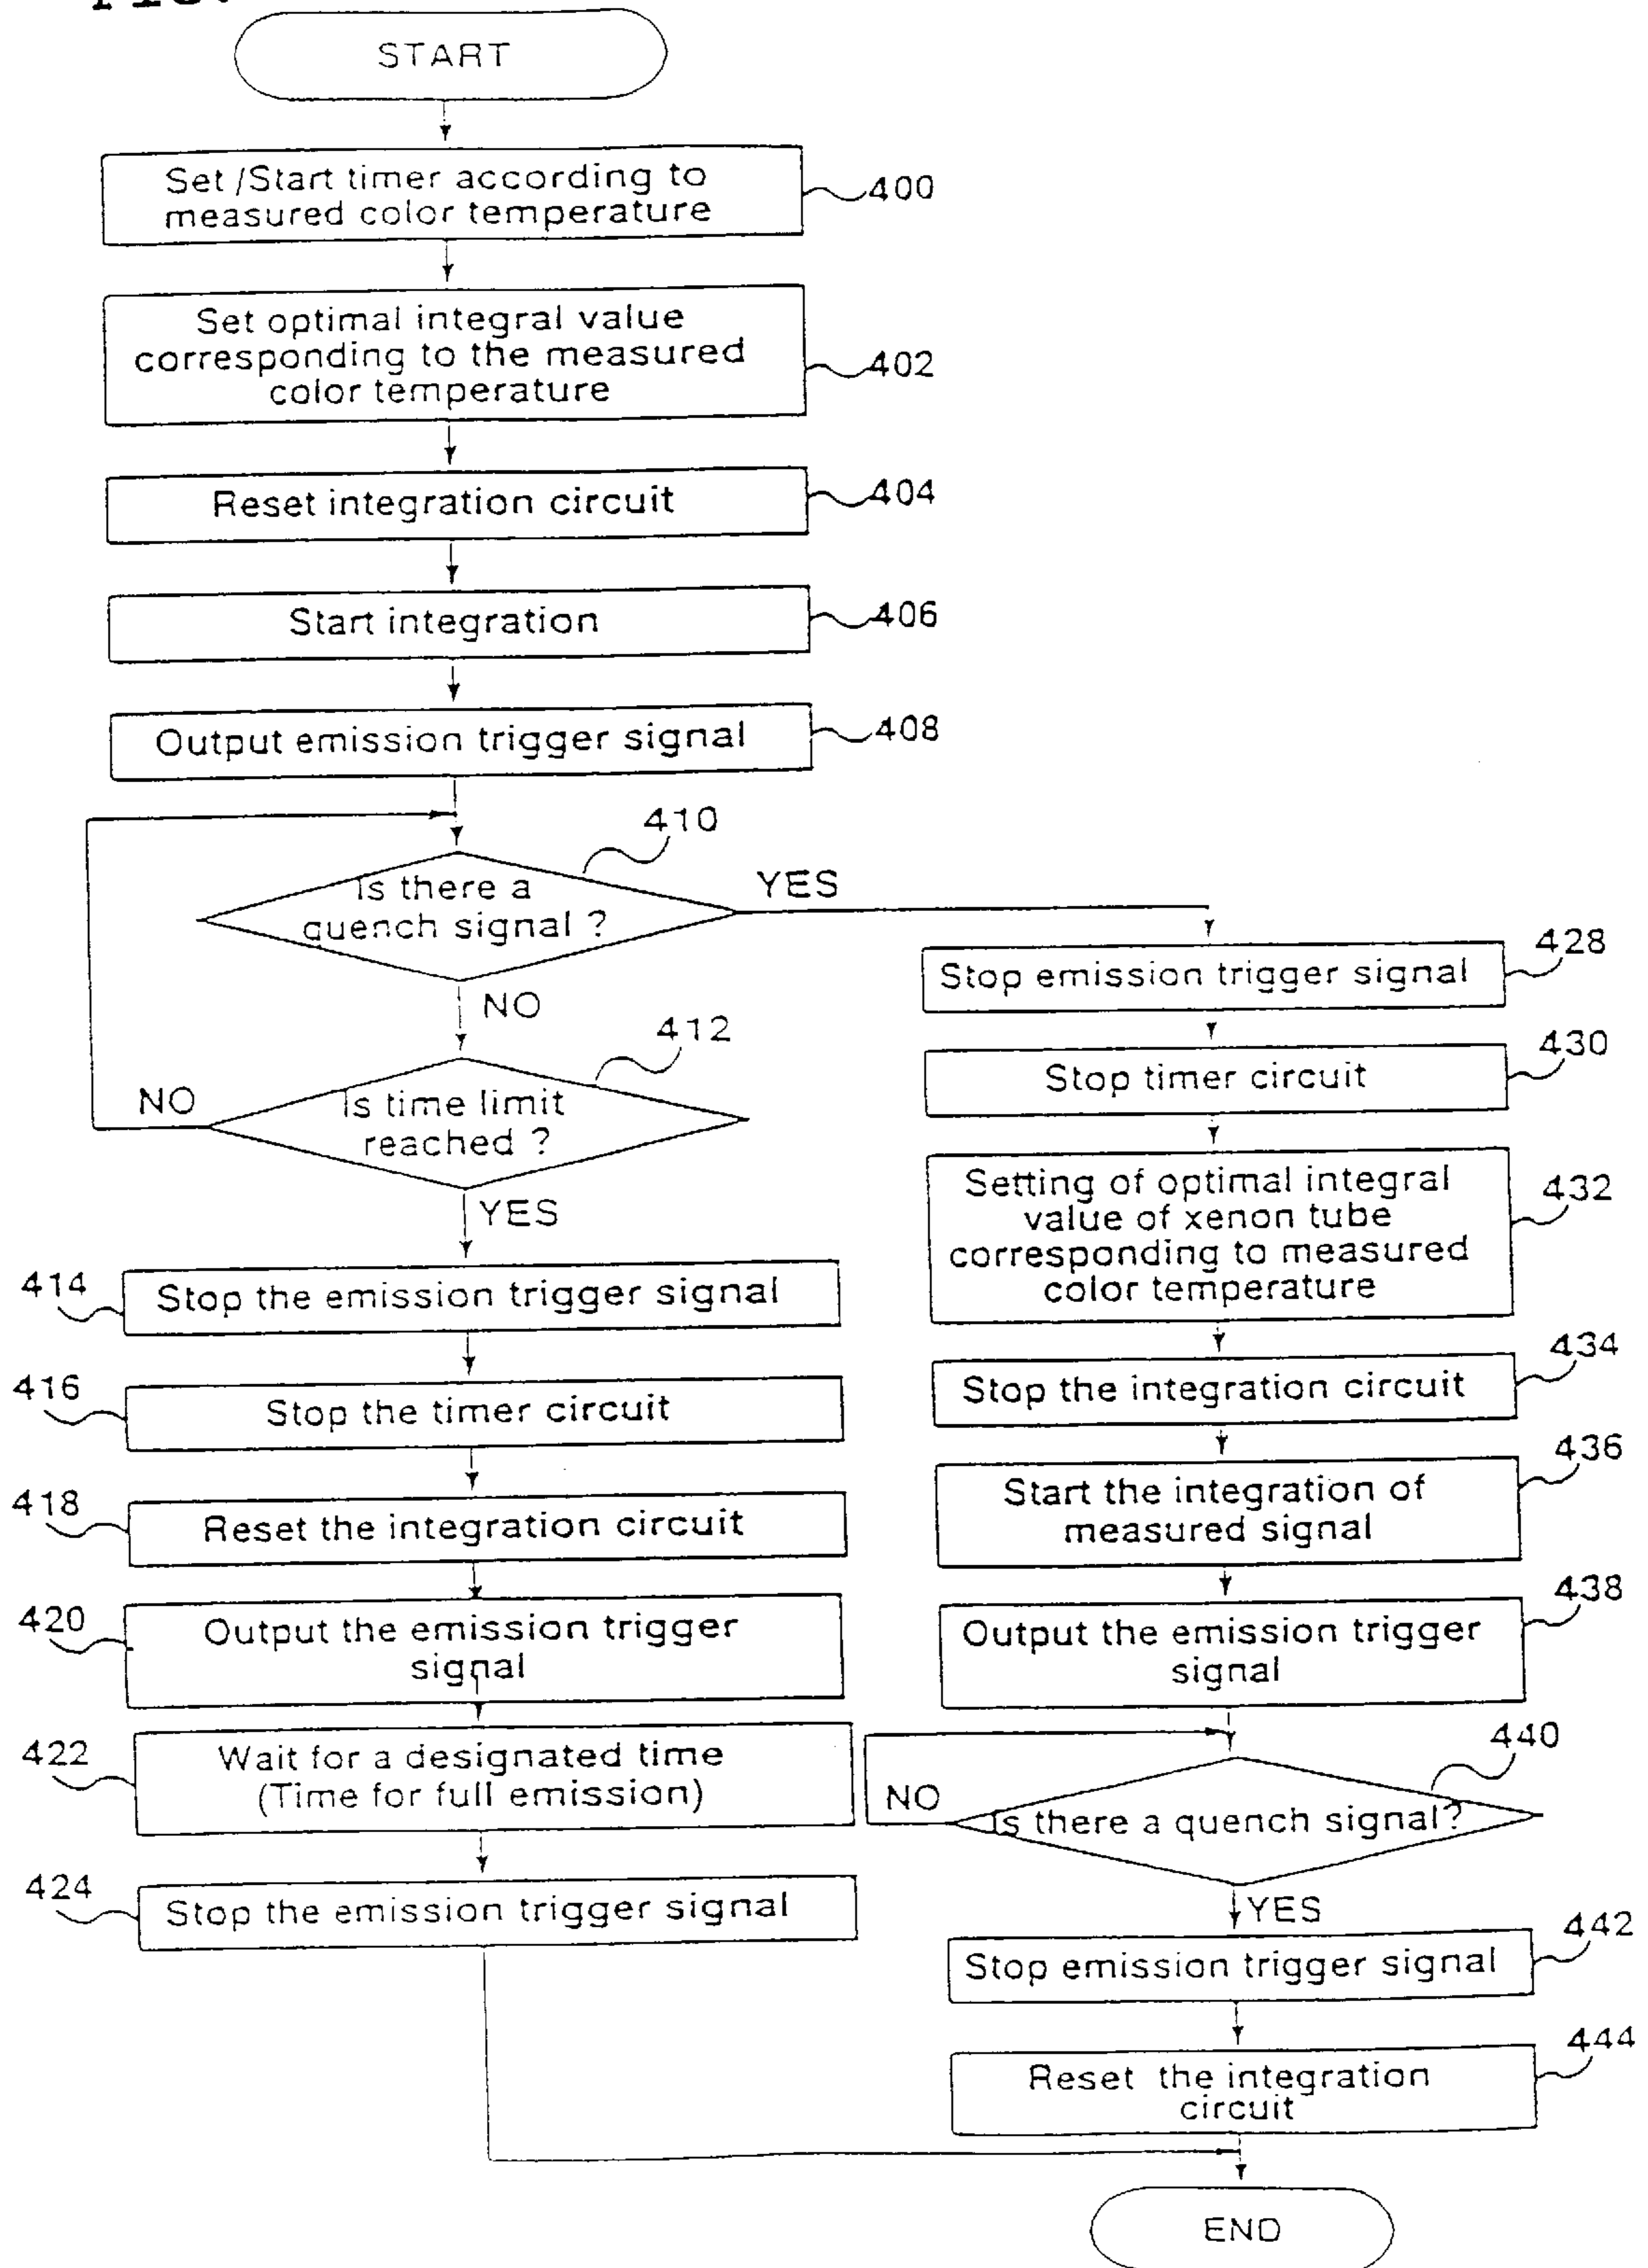 FIG.
START
Set /Start timer according to
measured color temperature
400
Set optimal integral value
corresponding to the measured
color temperature
402
Reset integration circuit
404
Start integration
406
Output emission trigger signal
408
410
Is there a
quench signal ?
YES
NO
412
Is time limit
reached ?
NO
YES
414
Stop the emission trigger signal
416
Stop the timer circuit
418
Reset the integration circuit
420
Output the emission trigger
signal
422
Wait for a designated time
(Time for full emission)
424
Stop the emission trigger signal
428
Stop emission trigger signal
430
Stop timer circuit
432
Setting of optimal integral
value of xenon tube
corresponding to measured
color temperature
434
Stop the integration circuit
436
Start the integration of
measured signal
438
Output the emission trigger
signal
440
NO
Is there a quench signal?
YES
442
Stop emission trigger signal
444
Reset the integration
circuit
END